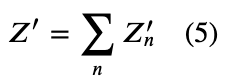 Z′ = ∑ₙ Z′ₙ (5)